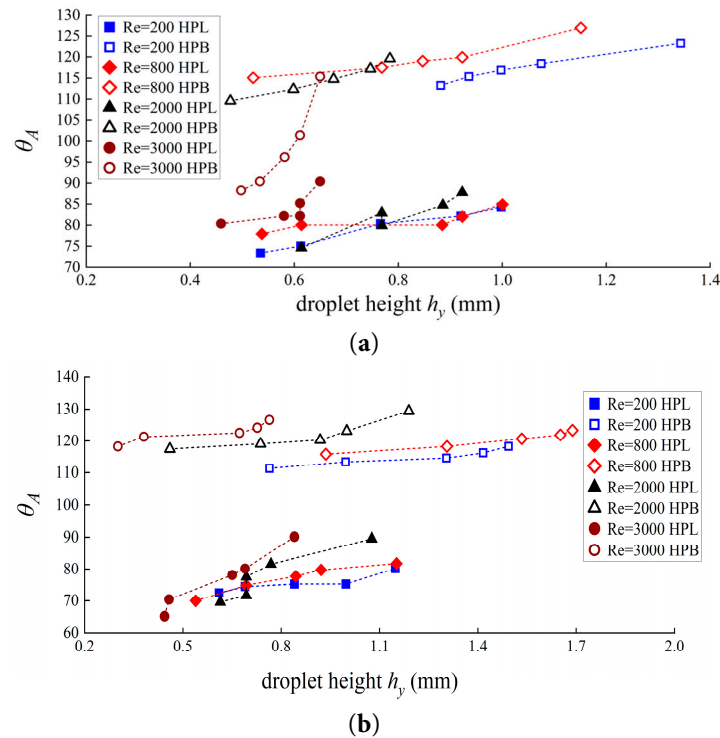 130
125
120
115
110
105
100
95
90
85
80
75
70
θA
Re=200 HPL
Re=200 HPB
Re=800 HPL
Re=800 HPB
Re=2000 HPL
Re=2000 HPB
Re=3000 HPL
Re=3000 HPB
0.2 0.4 0.6 0.8 1.0 1.2 1.4
droplet height hy (mm)
(a)
140
130
120
110
100
90
80
70
60
θA
Re=200 HPL
Re=200 HPB
Re=800 HPL
Re=800 HPB
Re=2000 HPL
Re=2000 HPB
Re=3000 HPL
Re=3000 HPB
0.2 0.5 0.8 1.1 1.4 1.7 2.0
droplet height hy (mm)
(b)